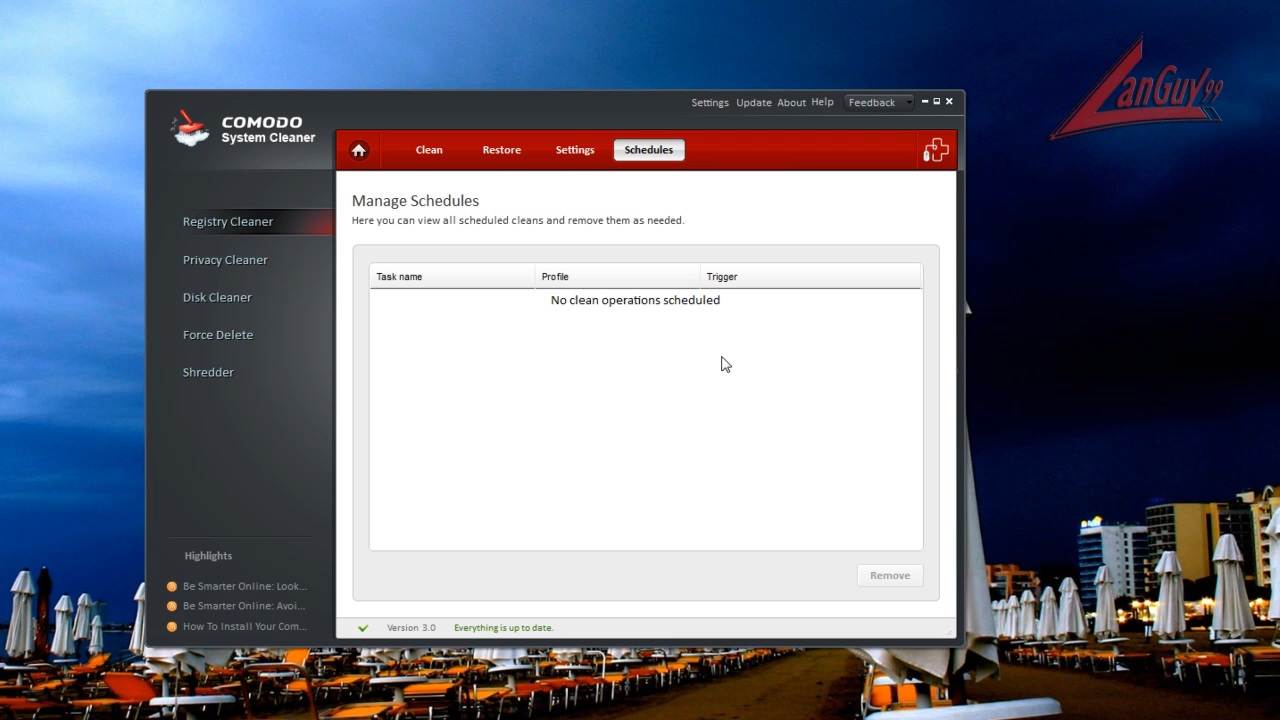 LanGuy99
Settings Update About Help Feedback
COMODO
System Cleaner
Clean Restore Settings Schedules
Manage Schedules
Here you can view all scheduled cleans and remove them as needed.
Registry Cleaner
Privacy Cleaner
Disk Cleaner
Force Delete
Shredder
Task name Profile Trigger
No clean operations scheduled
Remove
Highlights
Be Smarter Online: Look...
Be Smarter Online: Avoi...
How To Install Your Com...
Version 3.0 Everything is up to date.